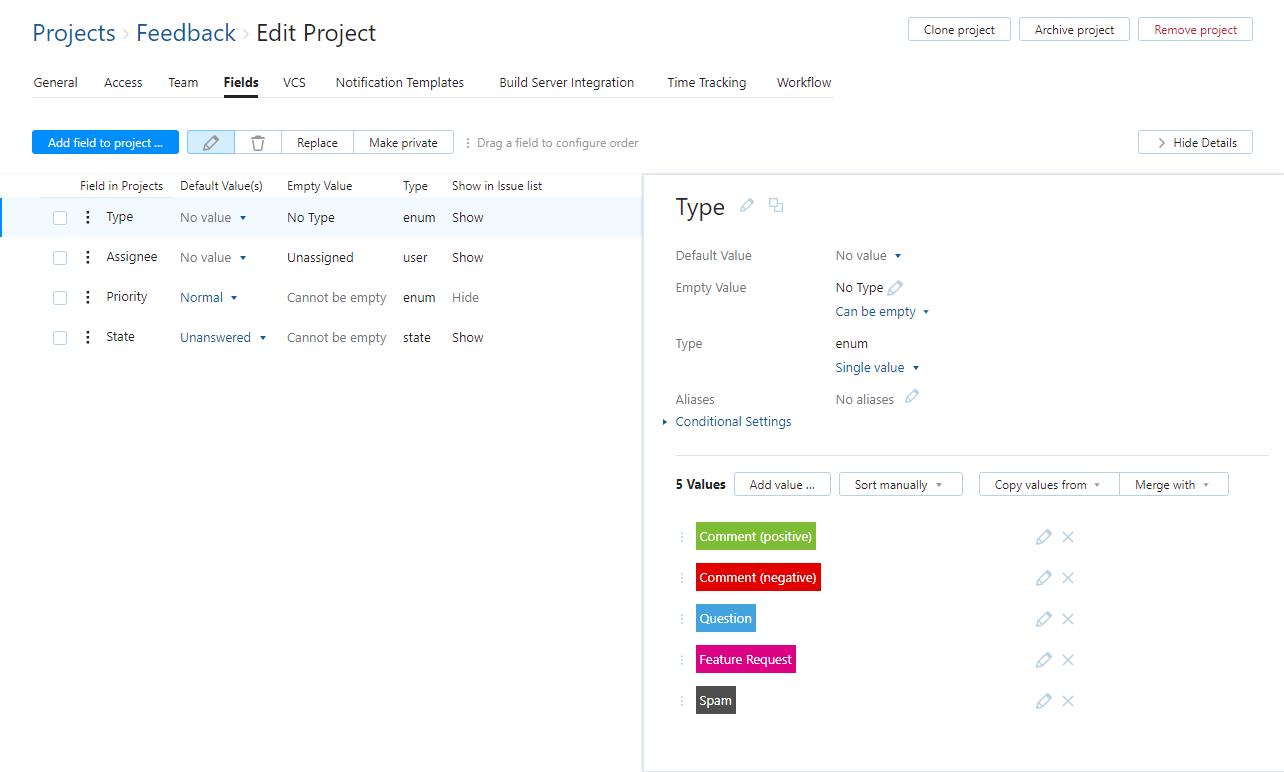 Projects › Feedback › Edit Project
Clone project Archive project Remove project
General Access Team Fields VCS Notification Templates Build Server Integration Time Tracking Workflow
Add field to project ... Replace Make private Drag a field to configure order Hide Details
Field in Projects Default Value(s) Empty Value Type Show in Issue list
Type No value No Type enum Show
Assignee No value Unassigned user Show
Priority Normal Cannot be empty enum Hide
State Unanswered Cannot be empty state Show
Type
Default Value No value
Empty Value No Type
Can be empty
Type enum
Single value
Aliases No aliases
Conditional Settings
5 Values Add value ... Sort manually Copy values from Merge with
Comment (positive)
Comment (negative)
Question
Feature Request
Spam